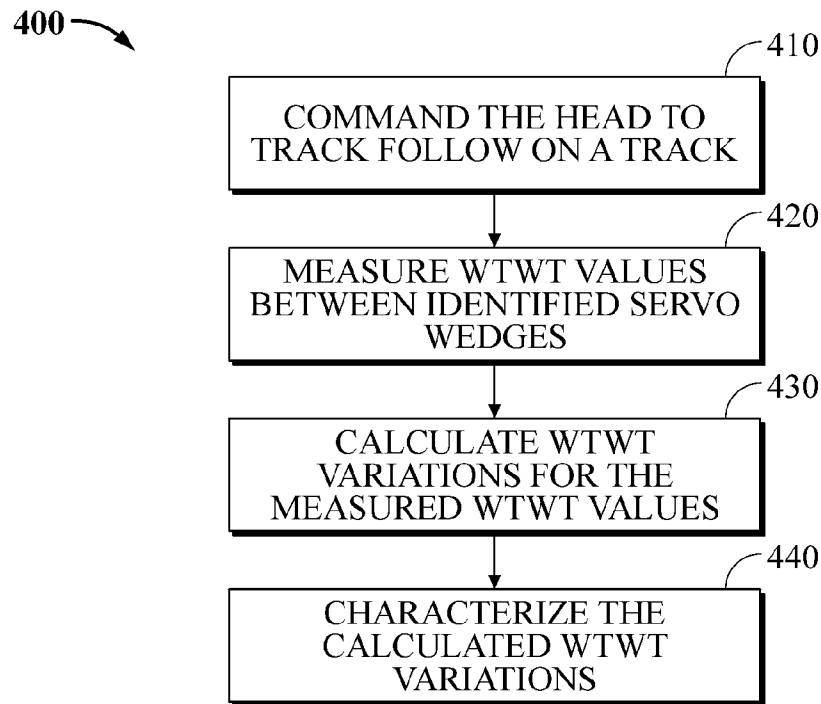 400
410
COMMAND THE HEAD TO
TRACK FOLLOW ON A TRACK
420
MEASURE WTWT VALUES
BETWEEN IDENTIFIED SERVO
WEDGES
430
CALCULATE WTWT
VARIATIONS FOR THE
MEASURED WTWT VALUES
440
CHARACTERIZE THE
CALCULATED WTWT
VARIATIONS